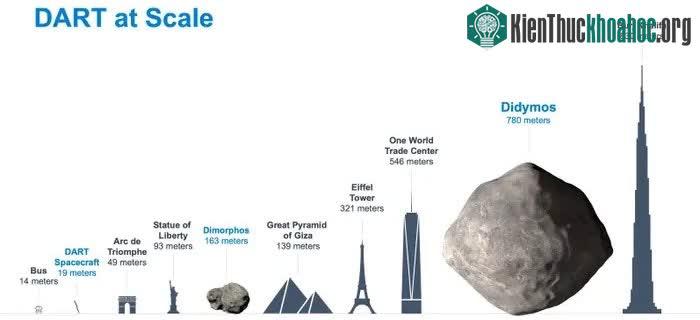 DART at Scale
KienThuckhoahoc.org
Didymos
780 meters
One World
Trade Center
546 meters
Eiffel
Tower
321 meters
Great Pyramid
of Giza
139 meters
Dimorphos
163 meters
Statue of
Liberty
93 meters
Arc de
Triomphe
49 meters
DART
Spacecraft
19 meters
Bus
14 meters